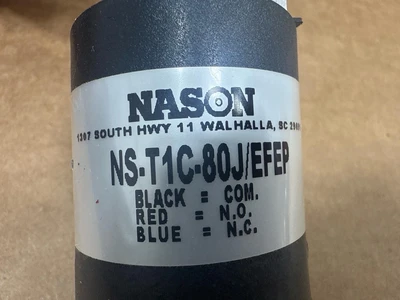 NASON
1307 SOUTH HWY 11 WALHALLA, SC
NS-T1C-80J/EFEP
BLACK = COM.
RED = N.O.
BLUE = N.C.